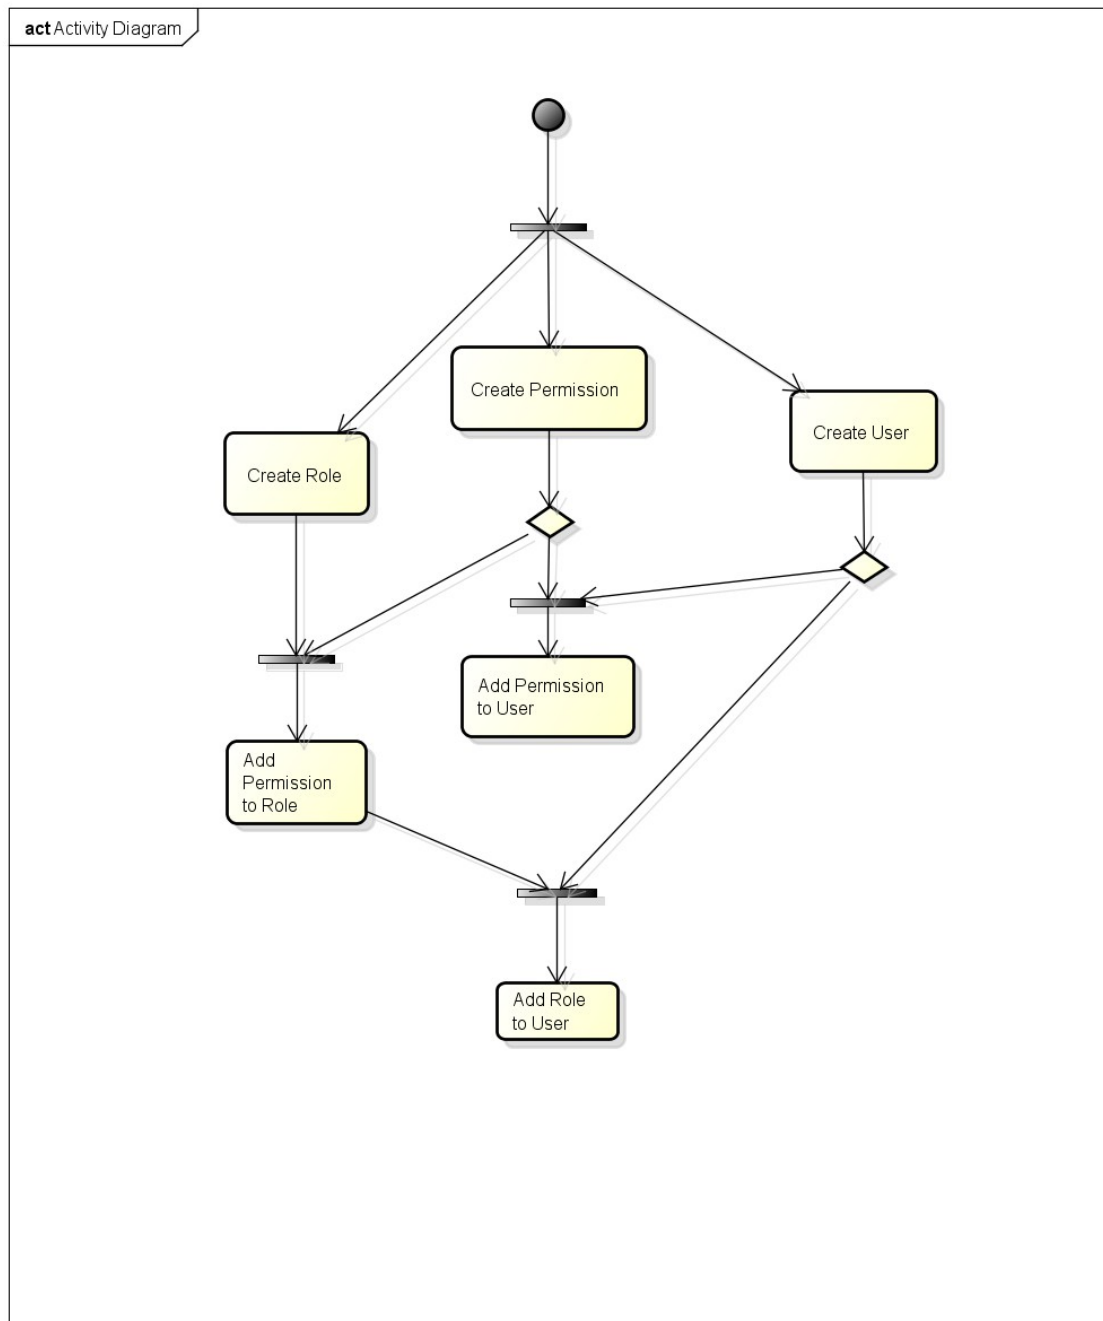 act Activity Diagram
Create Permission
Create User
Create Role
Add Permission
to User
Add
Permission
to Role
Add Role
to User